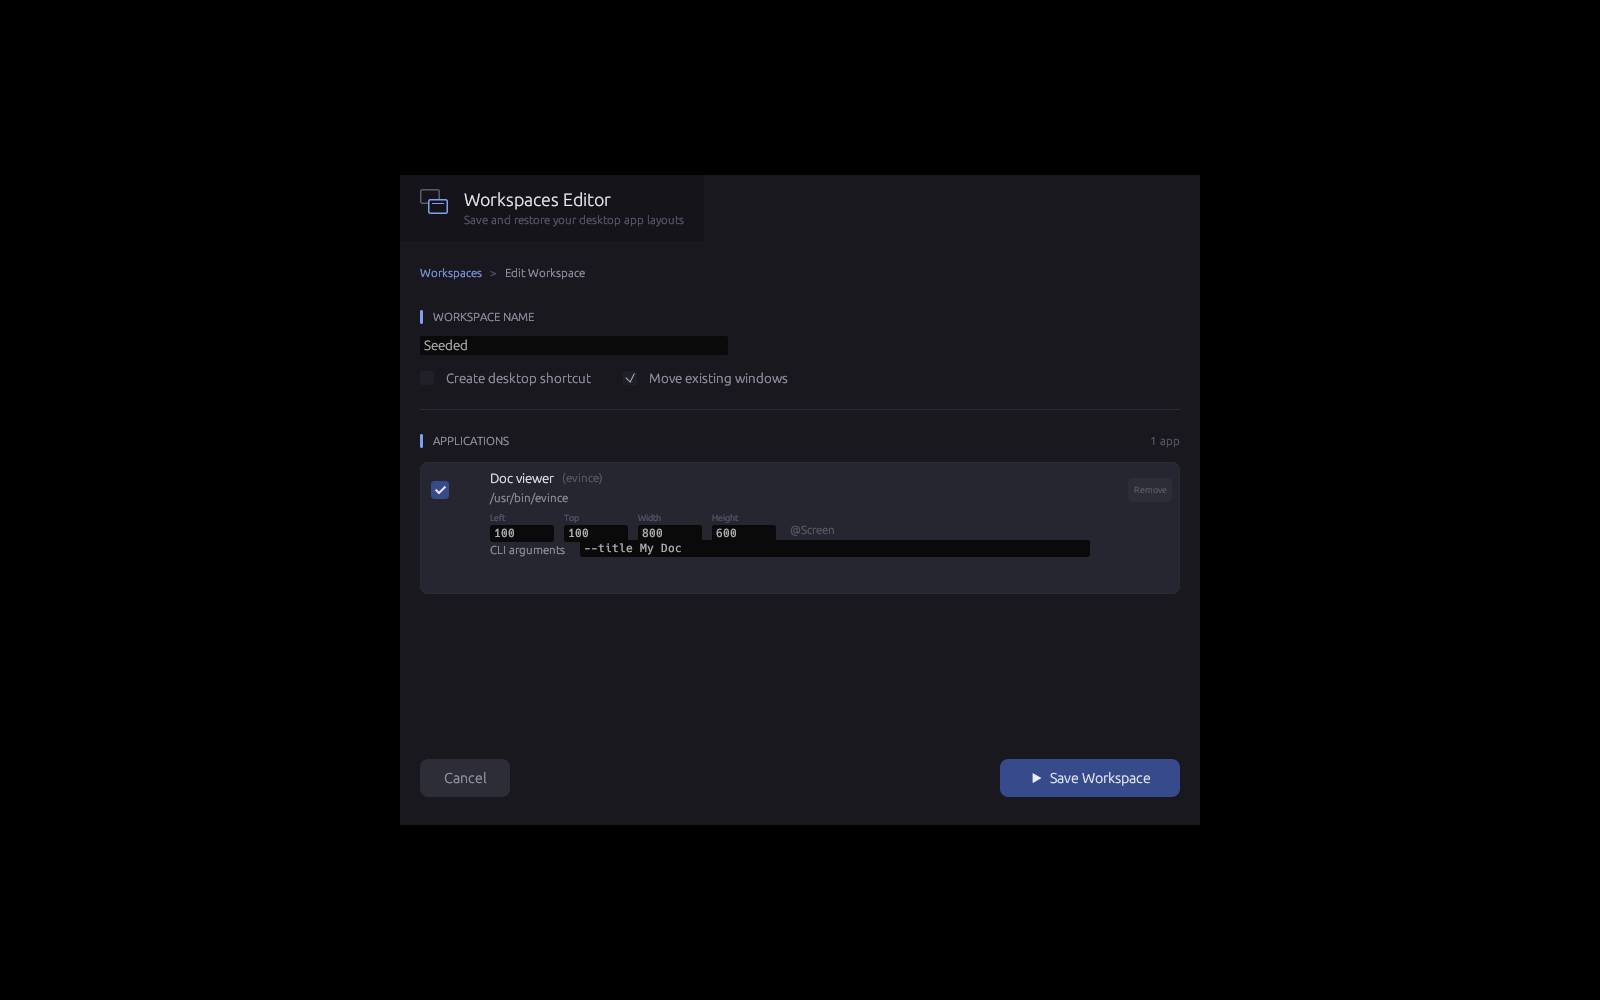 Workspaces Editor
Save and restore your desktop app layouts
Workspaces > Edit Workspace
WORKSPACE NAME
Seeded
Create desktop shortcut Move existing windows
APPLICATIONS 1 app
Doc viewer (evince)
/usr/bin/evince
Remove
Left Top Width Height
100 100 800 600 @Screen
CLI arguments --title My Doc
Cancel Save Workspace